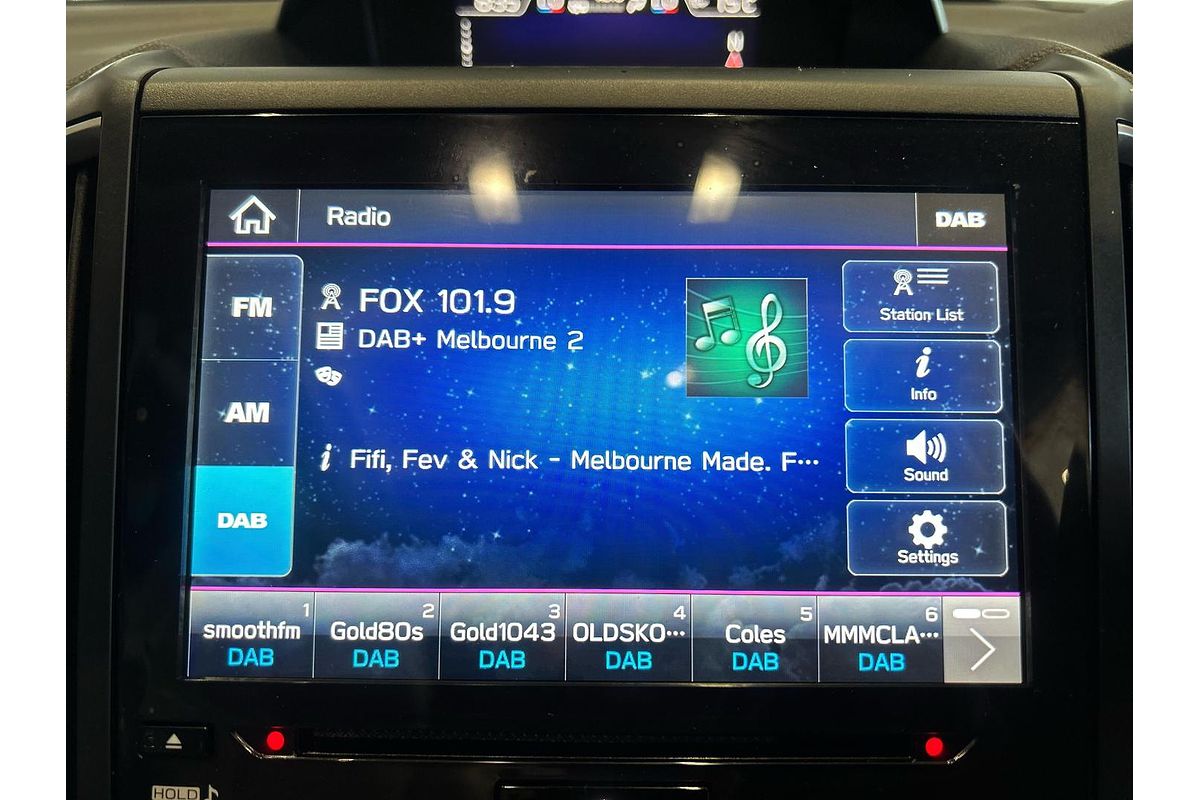 Radio
DAB
FM
AM
DAB
FOX 101.9
DAB+ Melbourne 2
i Fifi, Fev & Nick - Melbourne Made. F...
Station List
i
Info
Sound
Settings
1
smoothfm
DAB
2
Gold80s
DAB
3
Gold1043
DAB
4
OLDSKO...
DAB
5
Coles
DAB
6
MMMCLA...
DAB
HOLD